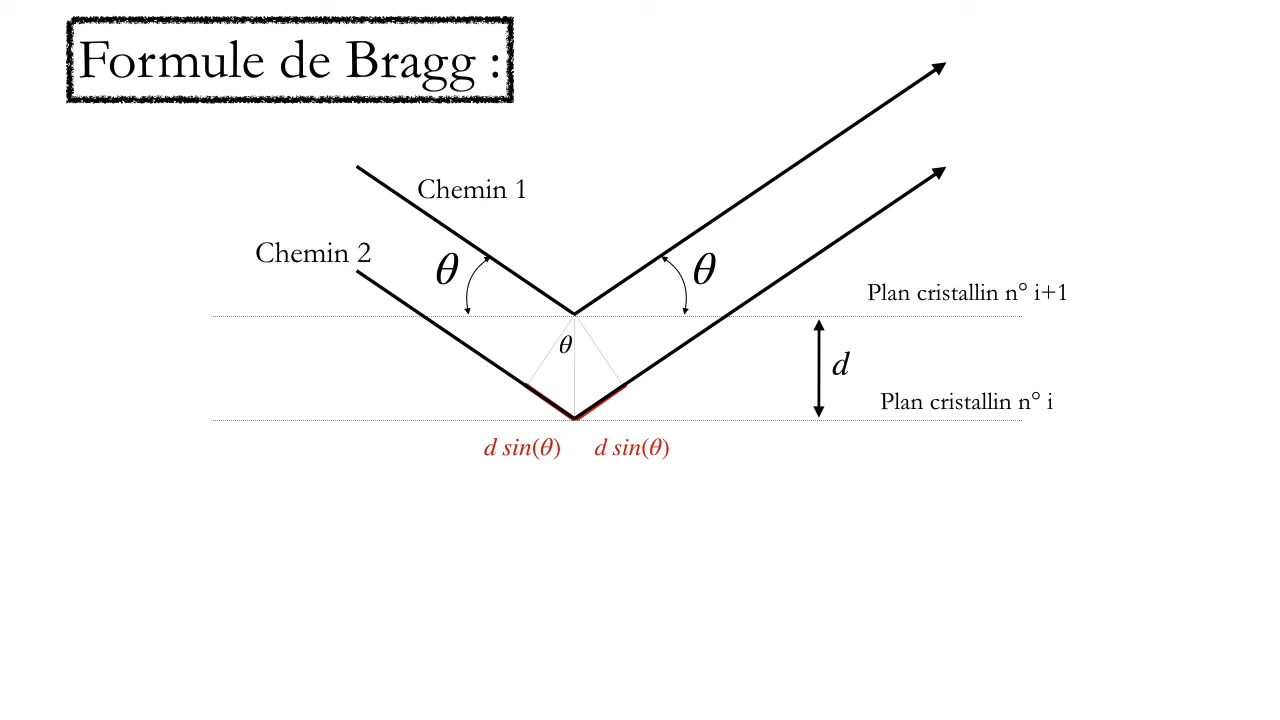 Formule de Bragg :
Chemin 1
Chemin 2
θ
θ
Plan cristallin n° i+1
θ
d
Plan cristallin n° i
d sin(θ)
d sin(θ)